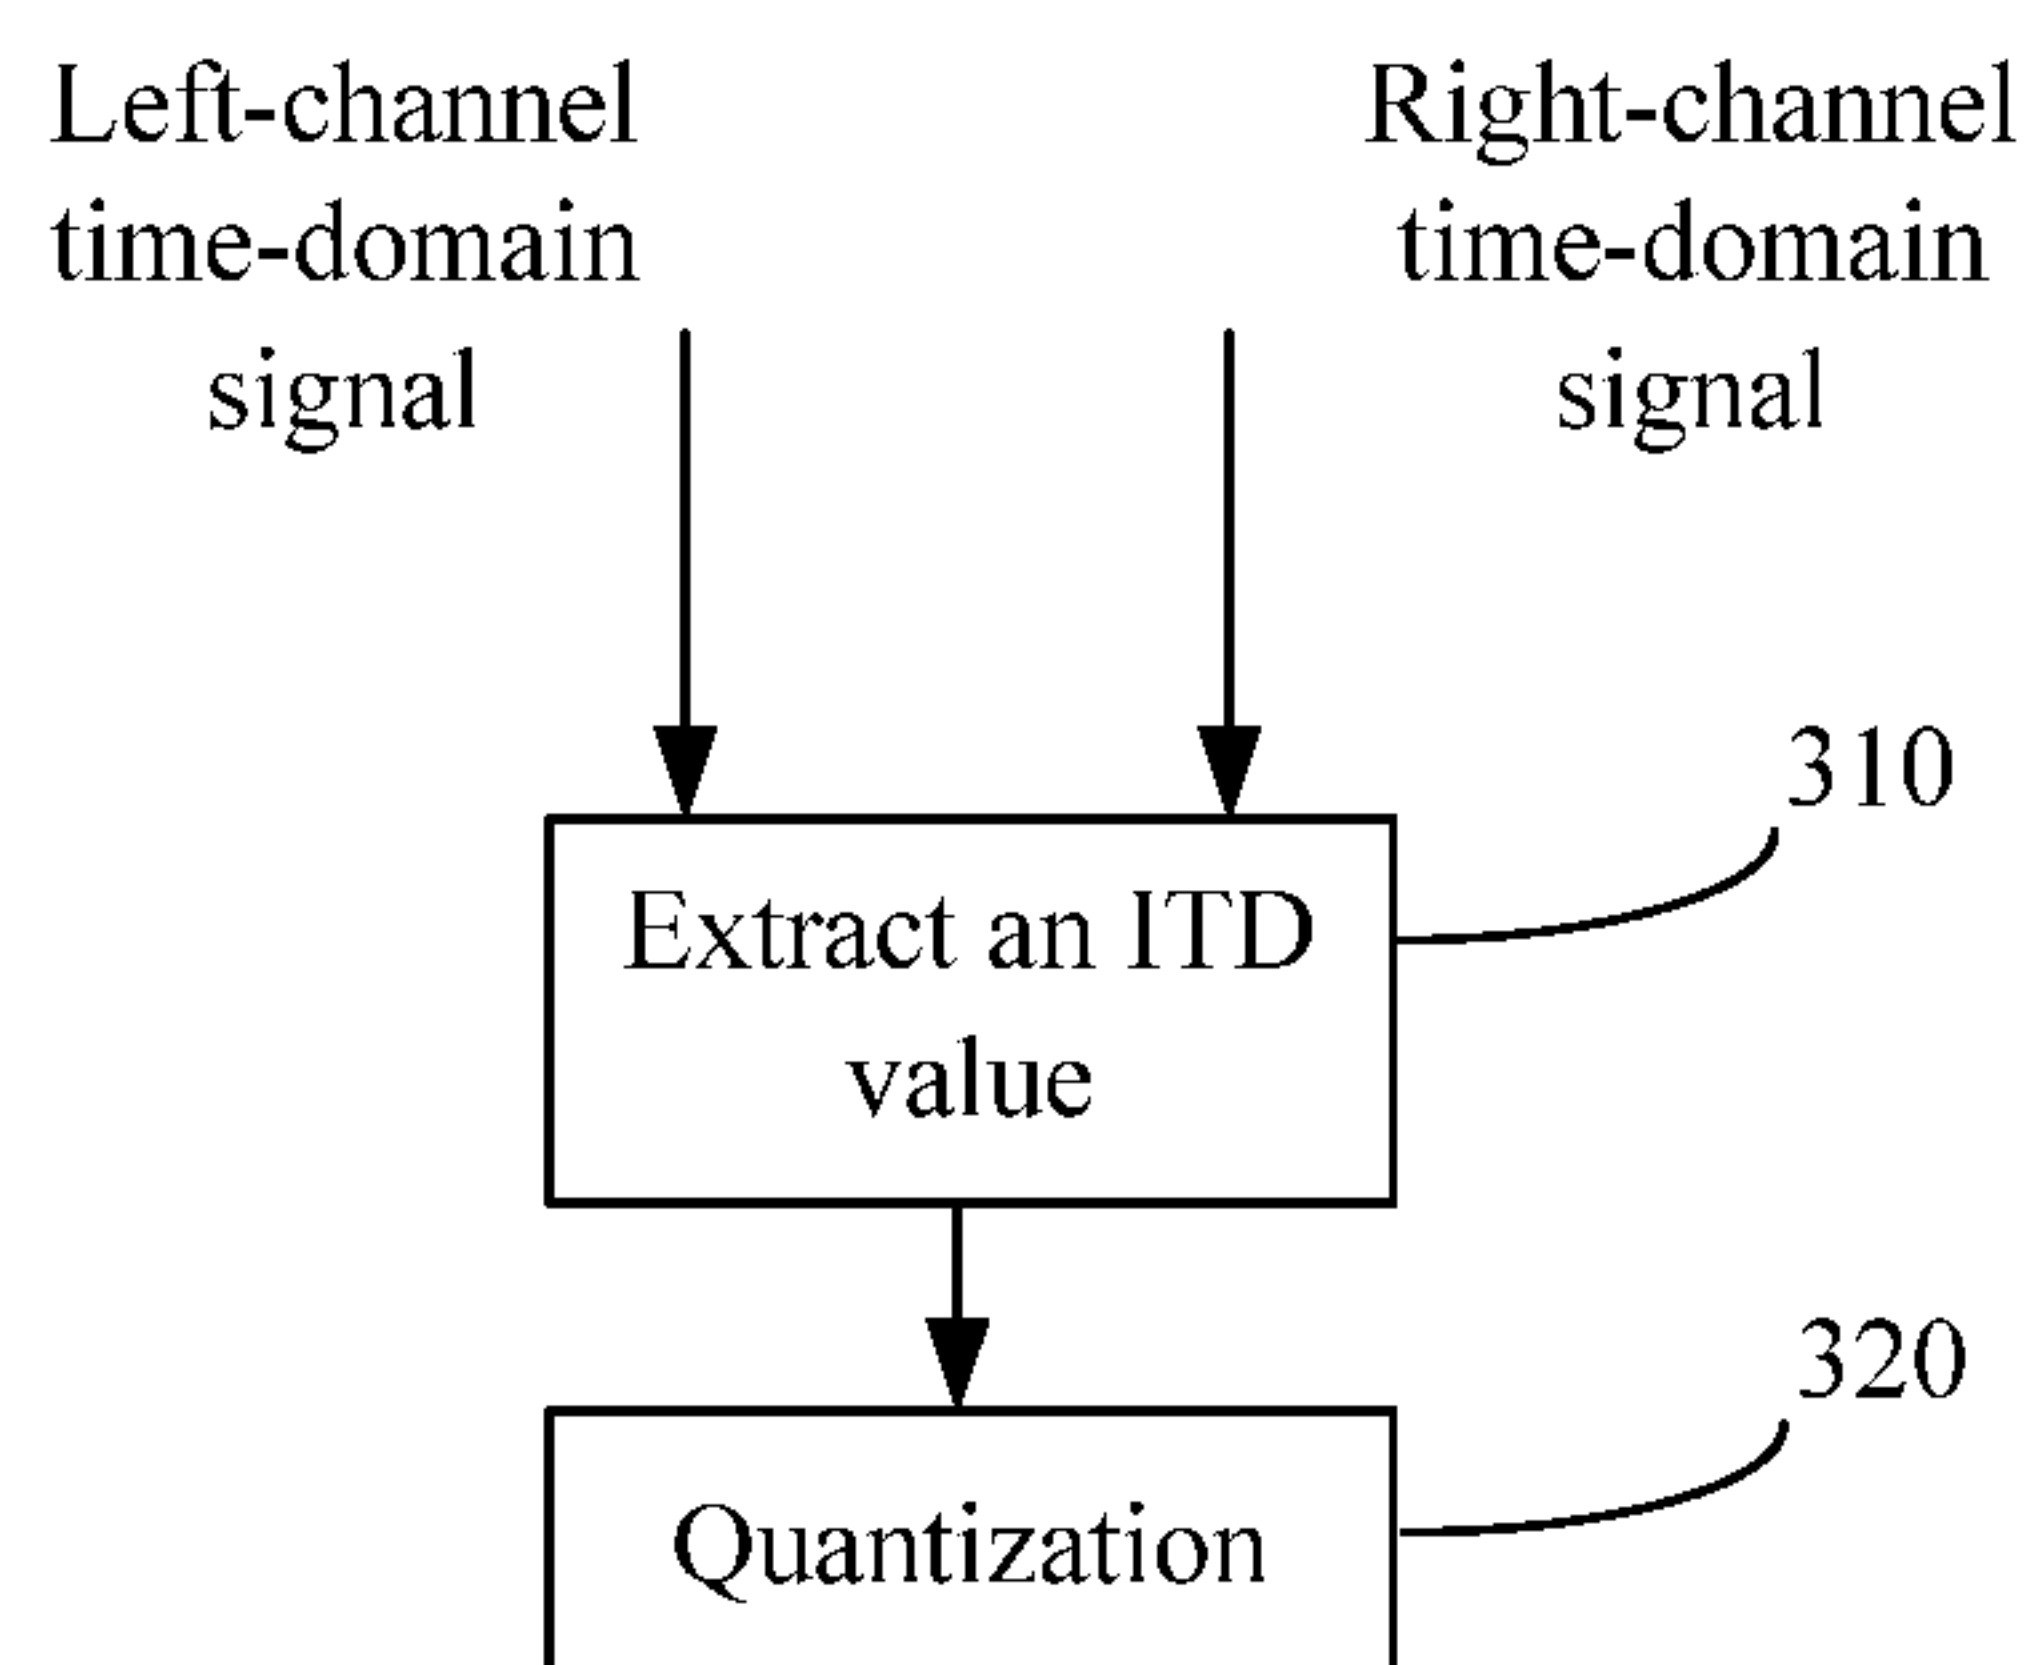 Left-channel
time-domain
signal
Right-channel
time-domain
signal
310
Extract an ITD
value
320
Quantization